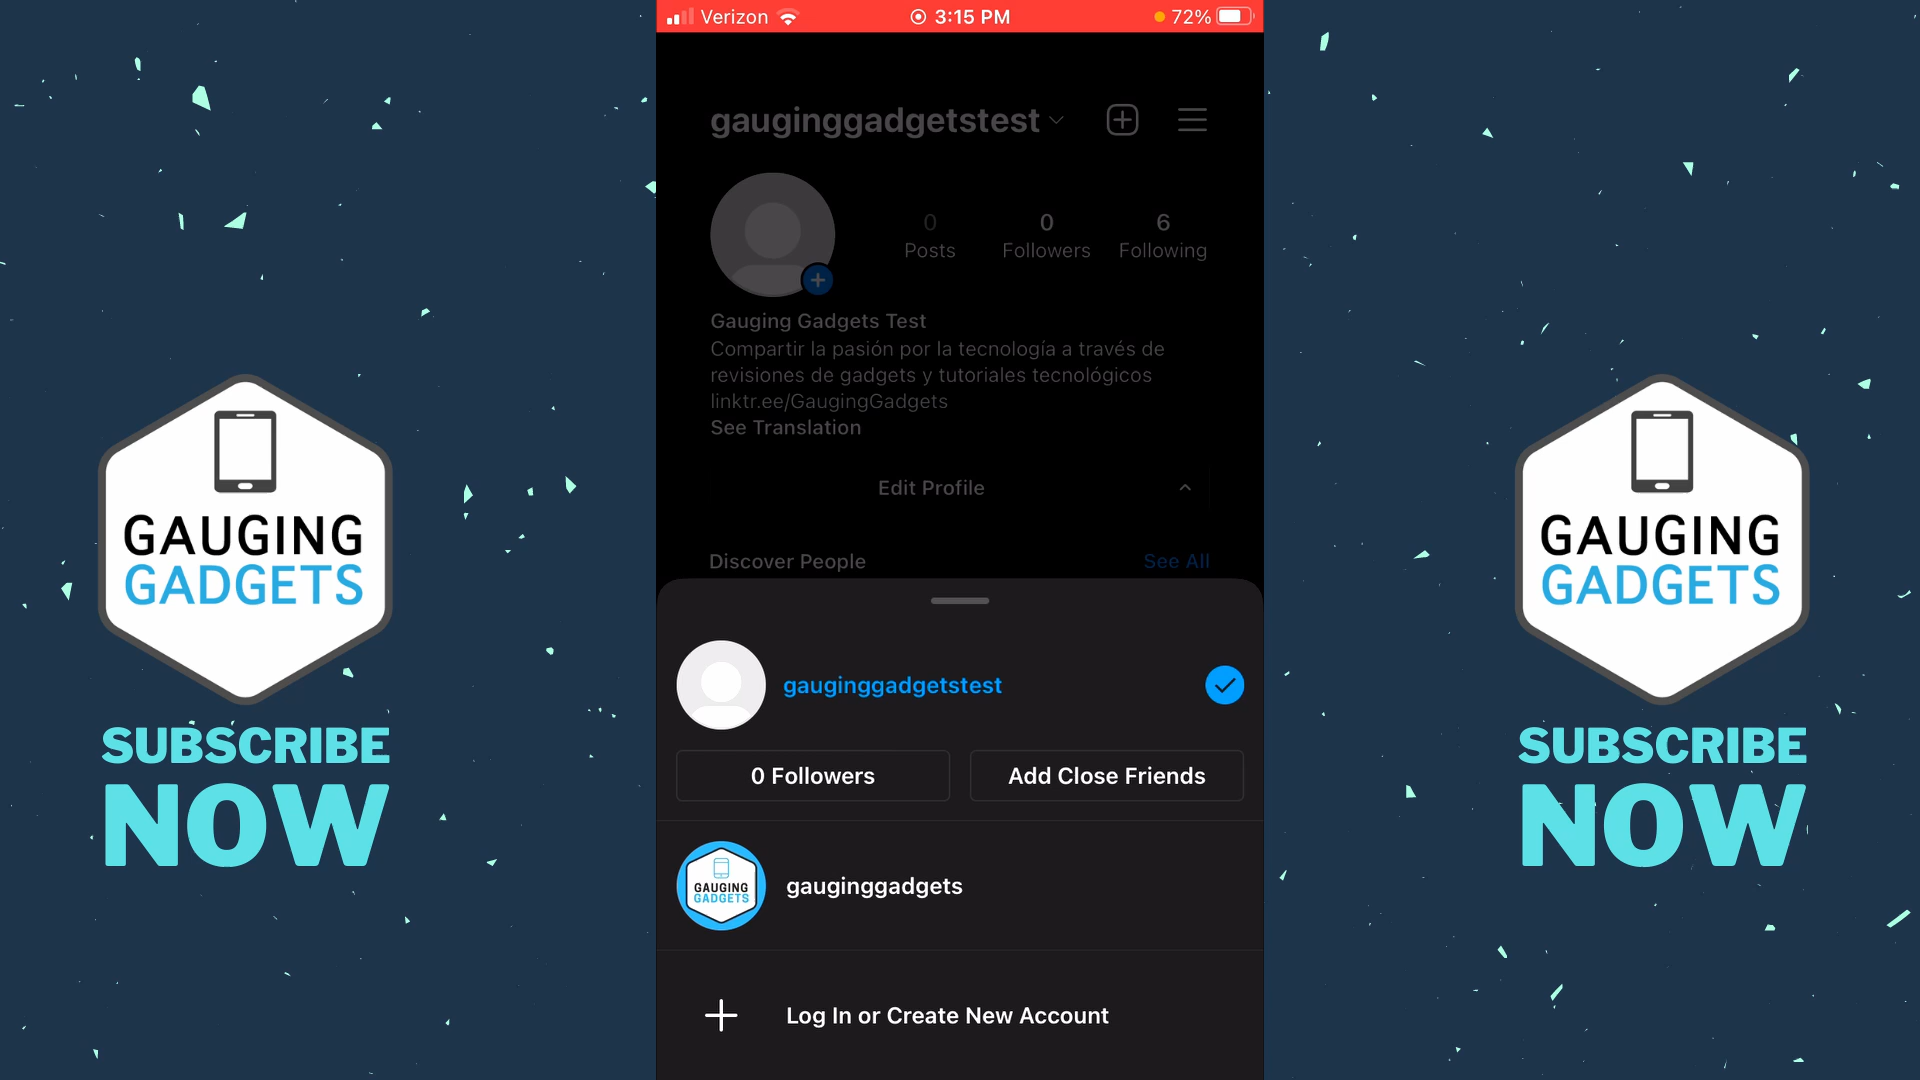 Verizon 3:15 PM 72%
gauginggadgetstest
0 0 6
Posts Followers Following
Gauging Gadgets Test
Compartir la pasión por la tecnología a través de
revisiones de gadgets y tutoriales tecnológicos
linktr.ee/GaugingGadgets
See Translation
Edit Profile
Discover People See All
gauginggadgetstest
0 Followers Add Close Friends
GAUGING
GADGETS
gauginggadgets
Log In or Create New Account
GAUGING
GADGETS
SUBSCRIBE
NOW
GAUGING
GADGETS
SUBSCRIBE
NOW